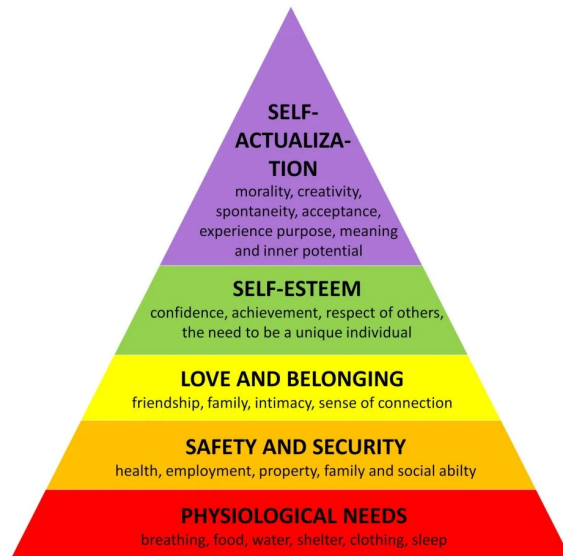 SELF-
ACTUALIZA-
TION
morality, creativity,
spontaneity, acceptance,
experience purpose, meaning
and inner potential
SELF-ESTEEM
confidence, achievement, respect of others,
the need to be a unique individual
LOVE AND BELONGING
friendship, family, intimacy, sense of connection
SAFETY AND SECURITY
health, employment, property, family and social abilty
PHYSIOLOGICAL NEEDS
breathing, food, water, shelter, clothing, sleep